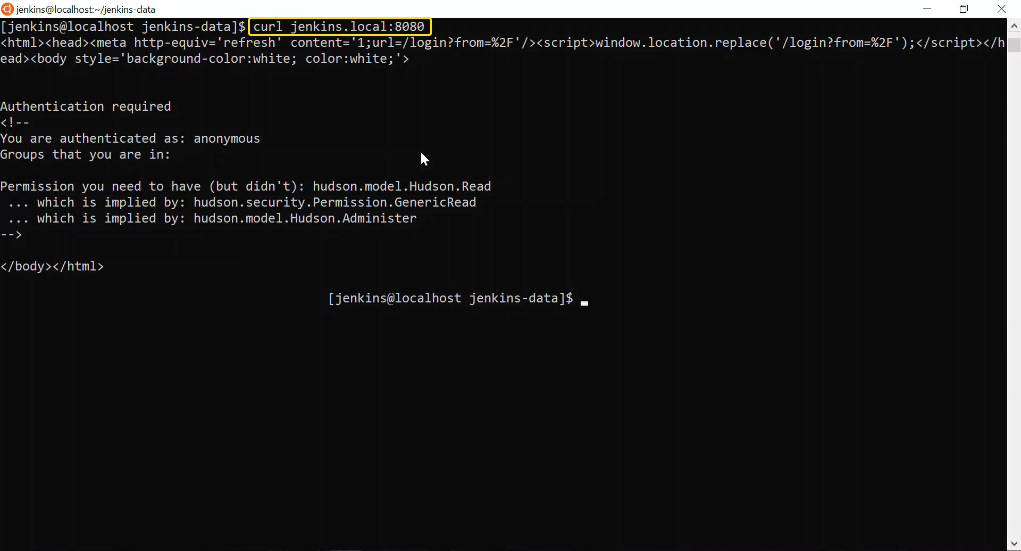 jenkins@localhost:~/jenkins-data
[jenkins@localhost jenkins-data]$ curl jenkins.local:8080
<html><head><meta http-equiv='refresh' content='1;url=/login?from=%2F'/><script>window.location.replace('/login?from=%2F');</script></h
ead><body style='background-color:white; color:white;'>
Authentication required
<!--
You are authenticated as: anonymous
Groups that you are in:
Permission you need to have (but didn't): hudson.model.Hudson.Read
... which is implied by: hudson.security.Permission.GenericRead
... which is implied by: hudson.model.Hudson.Administer
-->
</body></html>
[jenkins@localhost jenkins-data]$